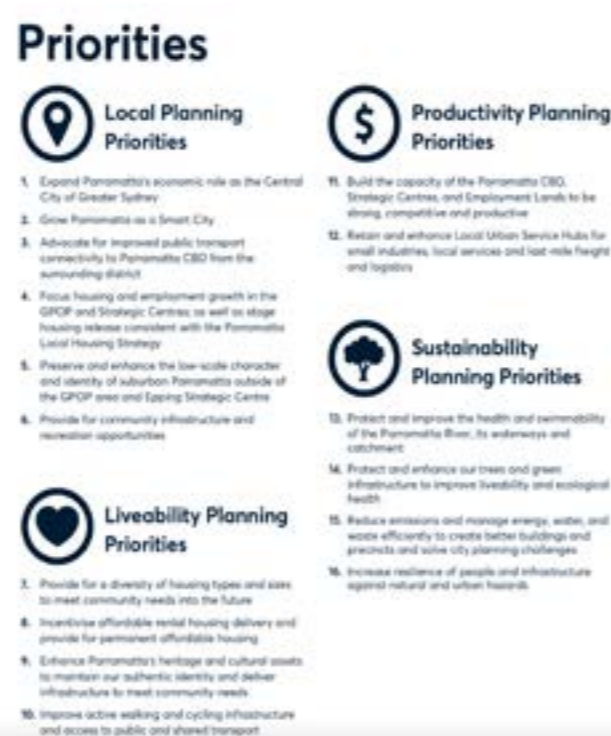 Priorities
Local Planning
Priorities
1. Expand Parramatta's economic role as the Central
City of Greater Sydney
2. Grow Parramatta as a Smart City
3. Advocate for improved public transport
connectivity to Parramatta CBD from the
surrounding district
4. Focus housing and employment growth in the
GPOP and Strategic Centres; as well as stage
housing release consistent with the Parramatta
Local Housing Strategy
5. Preserve and enhance the low-scale character
and identity of suburban Parramatta outside of
the GPOP area and Epping Strategic Centre
6. Provide for community infrastructure and
recreation opportunities
Liveability Planning
Priorities
7. Provide for a diversity of housing types and sizes
to meet community needs into the future
8. Incentivise affordable rental housing delivery and
provide for permanent affordable housing
9. Enhance Parramatta's heritage and cultural assets
to maintain our authentic identity and deliver
infrastructure to meet community needs
10. Improve active walking and cycling infrastructure
and access to public and shared transport
Productivity Planning
Priorities
11. Build the capacity of the Parramatta CBD,
Strategic Centres, and Employment Lands to be
strong, competitive and productive
12. Retain and enhance Local Urban Service Hubs for
small industries, local services and last-mile freight
and logistics
Sustainability
Planning Priorities
13. Protect and improve the health and swimmability
of the Parramatta River, its waterways and
catchment
14. Protect and enhance our trees and green
infrastructure to improve liveability and ecological
health
15. Reduce emissions and manage energy, water, and
waste efficiently to create better buildings and
precincts and solve city planning challenges
16. Increase resilience of people and infrastructure
against natural and urban hazards